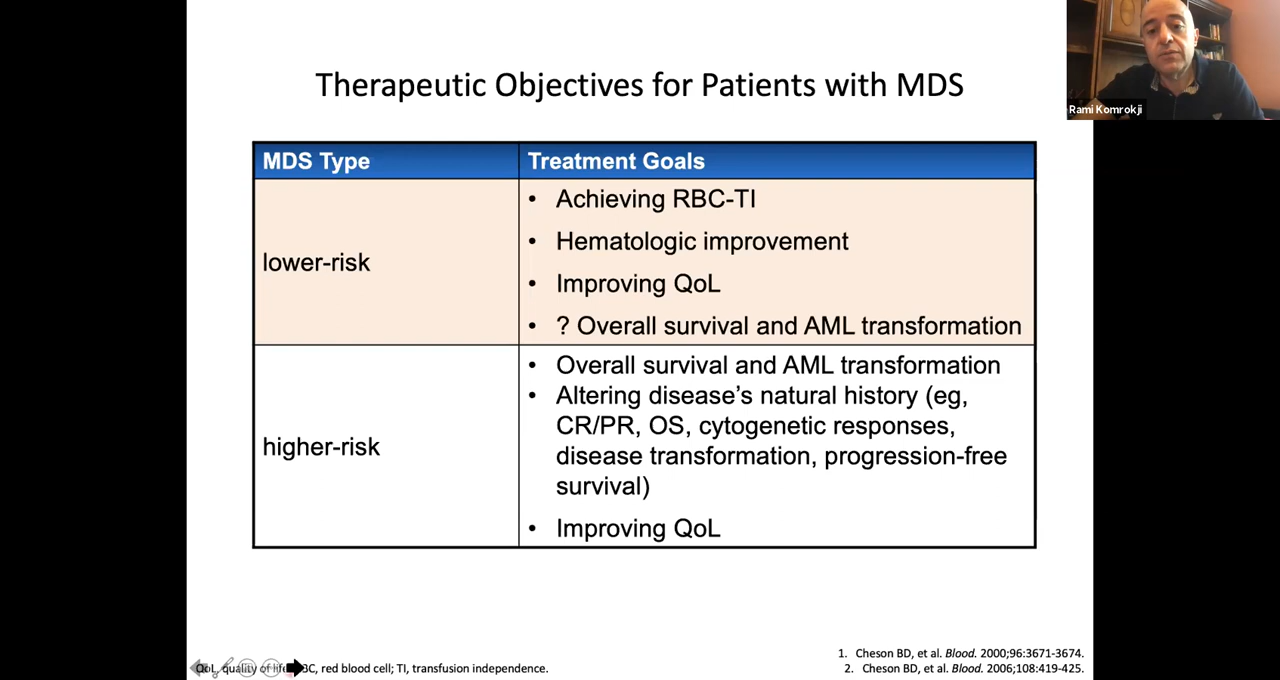 Therapeutic Objectives for Patients with MDS
Rami Komrokji
MDS Type
Treatment Goals
lower-risk
• Achieving RBC-TI
• Hematologic improvement
• Improving QoL
• ? Overall survival and AML transformation
higher-risk
• Overall survival and AML transformation
• Altering disease’s natural history (eg,
CR/PR, OS, cytogenetic responses,
disease transformation, progression-free
survival)
• Improving QoL
QoL, quality of life BC, red blood cell; TI, transfusion independence.
1. Cheson BD, et al. Blood. 2000;96:3671-3674.
2. Cheson BD, et al. Blood. 2006;108:419-425.